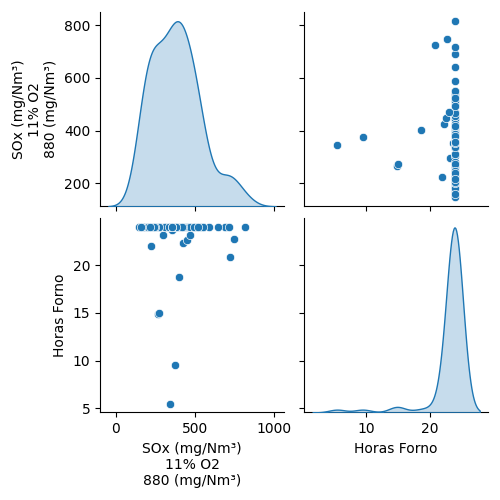 SOx (mg/Nm³)
11% O2
880 (mg/Nm³)
800
600
400
200
Horas Forno
20
15
10
5
0
500
1000
SOx (mg/Nm³)
11% O2
880 (mg/Nm³)
10
20
Horas Forno